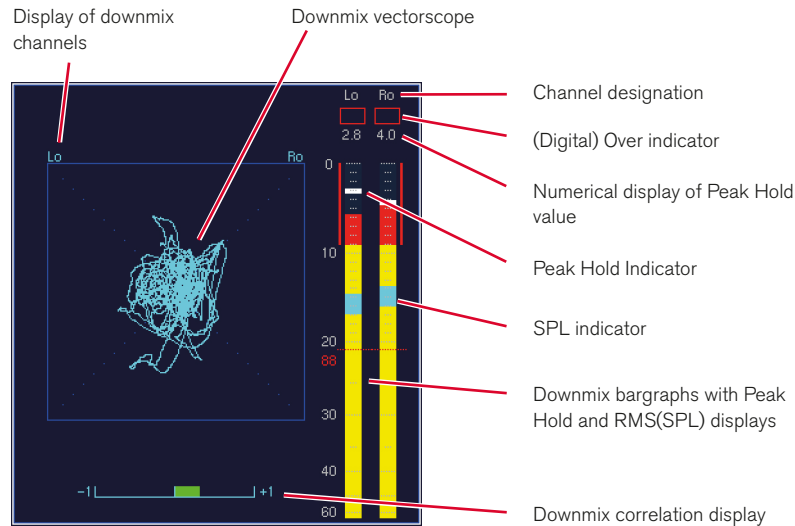 Display of downmix
channels
Downmix vectorscope
Lo Ro
2.8 4.0
Lo Ro
0
10
20
88
30
40
60
-1 +1
Channel designation
(Digital) Over indicator
Numerical display of Peak Hold
value
Peak Hold Indicator
SPL indicator
Downmix bargraphs with Peak
Hold and RMS(SPL) displays
Downmix correlation display